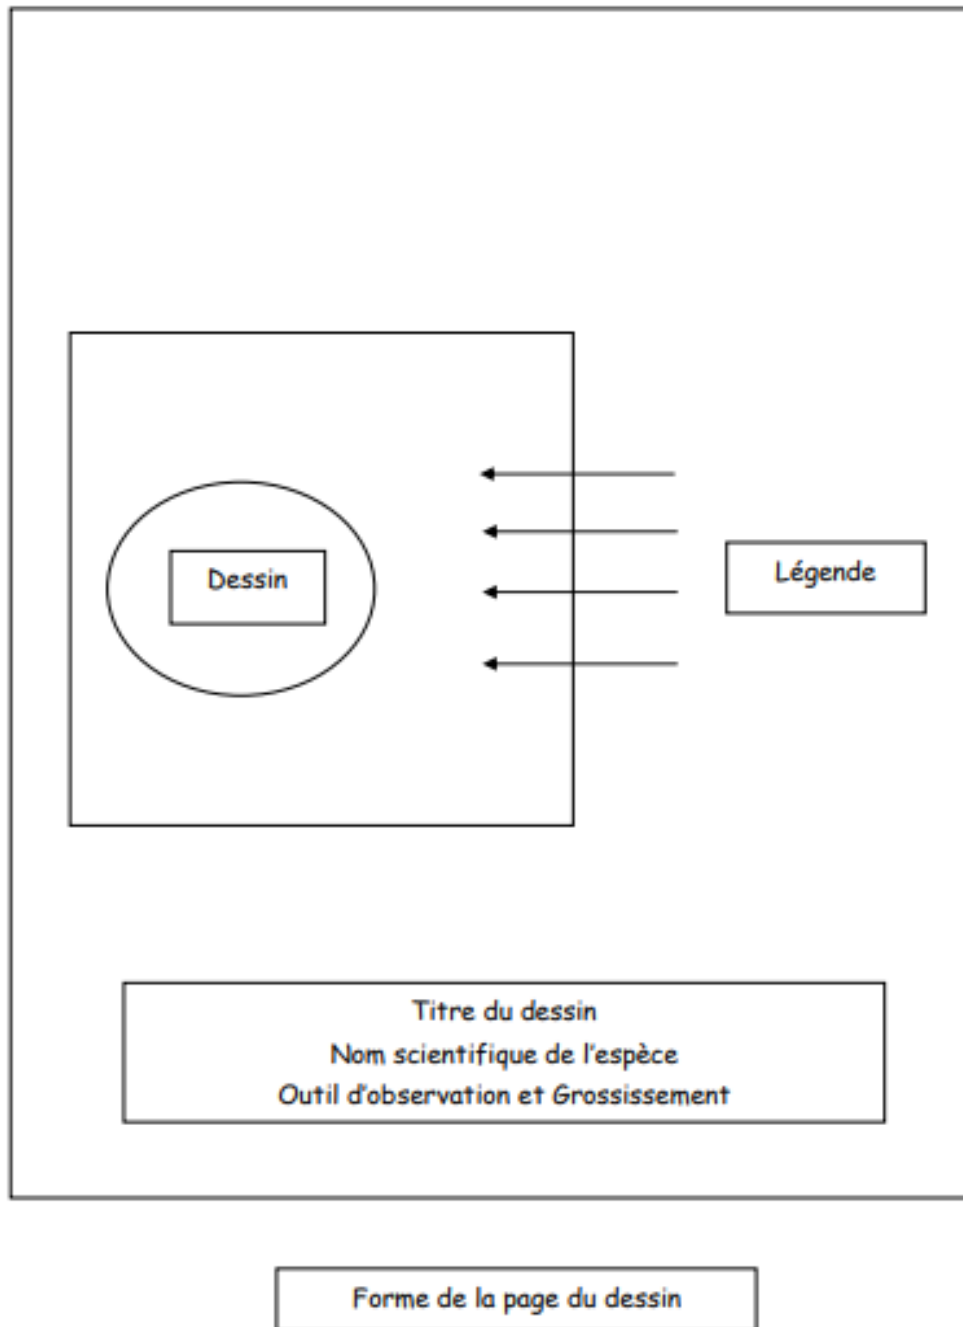 Dessin
Légende
Titre du dessin
Nom scientifique de l'espèce
Outil d'observation et Grossissement
Forme de la page du dessin